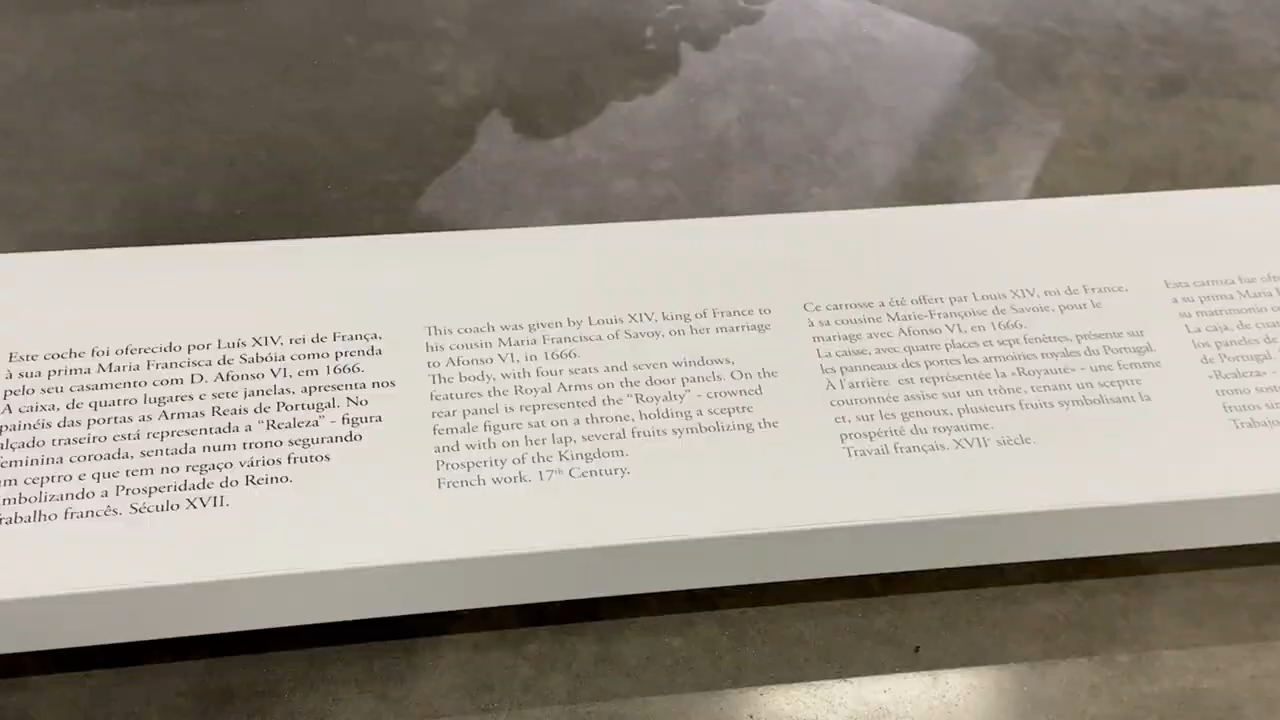 Este coche foi oferecido por Luís XIV, rei de França,
à sua prima Maria Francisca de Sabóia como prenda
pelo seu casamento com D. Afonso VI, em 1666.
A caixa, de quatro lugares e sete janelas, apresenta nos
painéis das portas as Armas Reais de Portugal. No
alçado traseiro está representada a “Realeza” - figura
eminina coroada, sentada num trono segurando
m ceptro e que tem no regaço vários frutos
mbolizando a Prosperidade do Reino.
rabalho francês. Século XVII.
This coach was given by Louis XIV, king of France to
his cousin Maria Francisca of Savoy, on her marriage
to Afonso VI, in 1666.
The body, with four seats and seven windows,
features the Royal Arms on the door panels. On the
rear panel is represented the “Royalty” - crowned
female figure sat on a throne, holding a sceptre
and with on her lap, several fruits symbolizing the
Prosperity of the Kingdom.
French work. 17th Century.
Ce carrosse a été offert par Louis XIV, roi de France,
à sa cousine Marie-Françoise de Savoie, pour le
mariage avec Afonso VI, en 1666.
La caisse, avec quatre places et sept fenêtres, présente sur
les panneaux des portes les armoiries royales du Portugal.
À l'arrière est représentée la «Royauté» - une femme
couronnée assise sur un trône, tenant un sceptre
et, sur les genoux, plusieurs fruits symbolisant la
prospérité du royaume.
Travail français. XVIIe siècle.
Esta carroza fue ofre
a su prima Maria
su matrimonio c
La caja, de cua
los paneles de
de Portugal.
«Realeza» -
trono sost
frutos si
Trabajo